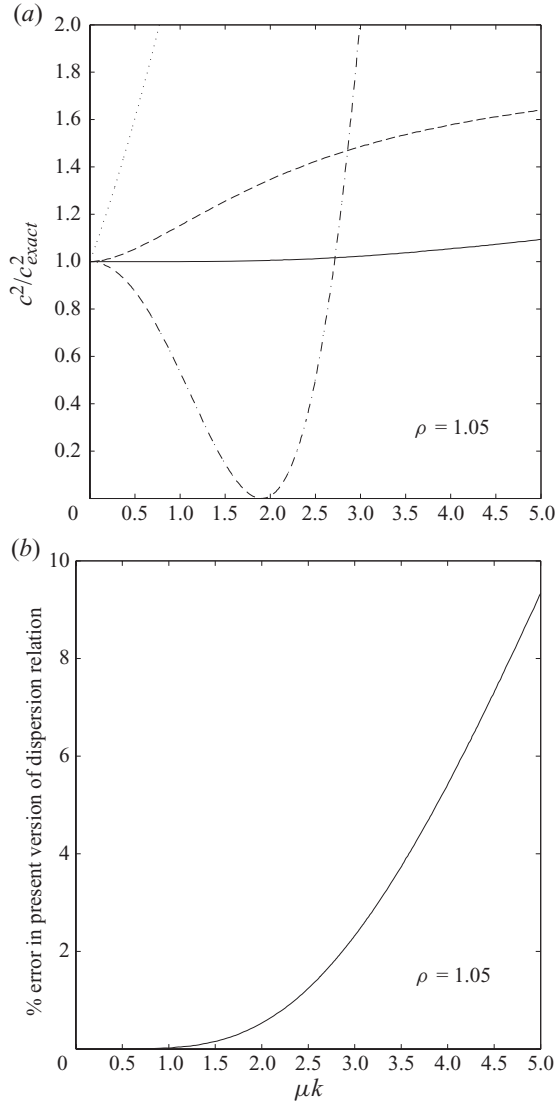 (a)
2.0
1.8
1.6
1.4
1.2
1.0
0.8
0.6
0.4
0.2
c²/c²exact
ρ = 1.05
0 0.5 1.0 1.5 2.0 2.5 3.0 3.5 4.0 4.5 5.0
(b)
10
8
6
4
2
% error in present version of dispersion relation
ρ = 1.05
0 0.5 1.0 1.5 2.0 2.5 3.0 3.5 4.0 4.5 5.0
μk